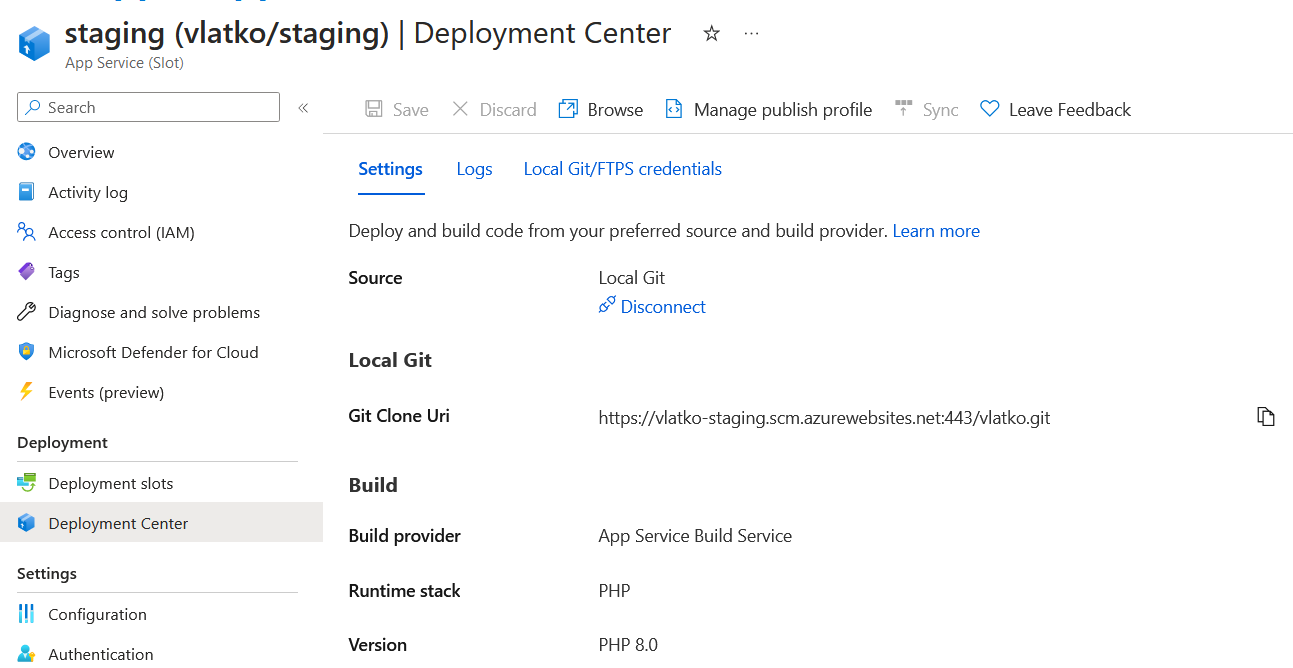 staging (vlatko/staging) | Deployment Center
App Service (Slot)
Search
Save
Discard
Browse
Manage publish profile
Sync
Leave Feedback
Overview
Activity log
Access control (IAM)
Tags
Diagnose and solve problems
Microsoft Defender for Cloud
Events (preview)
Deployment
Deployment slots
Deployment Center
Settings
Configuration
Authentication
Settings
Logs
Local Git/FTPS credentials
Deploy and build code from your preferred source and build provider. Learn more
Source
Local Git
Disconnect
Local Git
Git Clone Uri
https://vlatko-staging.scm.azurewebsites.net:443/vlatko.git
Build
Build provider
App Service Build Service
Runtime stack
PHP
Version
PHP 8.0